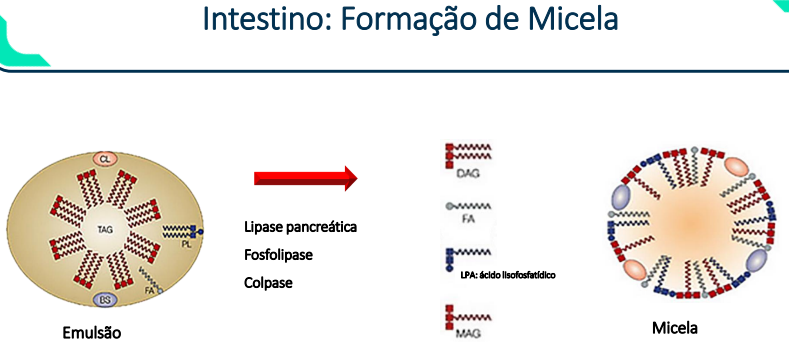 Intestino: Formação de Micela
CL
TAG
PL
FA
BS
Emulsão
Lipase pancreática
Fosfolipase
Colpase
DAG
FA
LPA: ácido lisofosfatídico
MAG
Micela